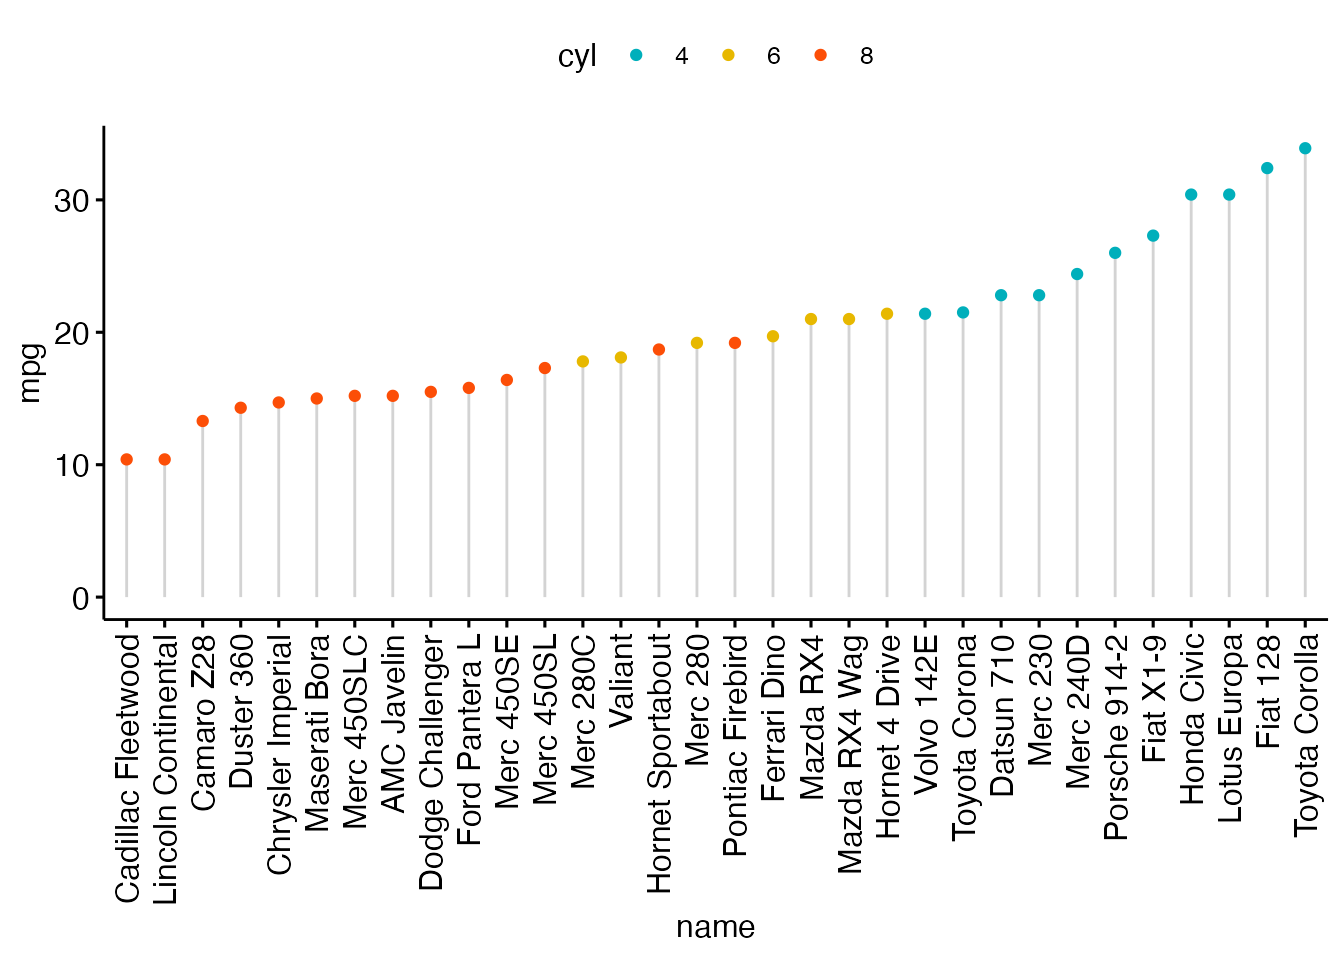 cyl 4 6 8
30
20
10
0
mpg
Cadillac Fleetwood
Lincoln Continental
Camaro Z28
Duster 360
Chrysler Imperial
Maserati Bora
Merc 450SLC
AMC Javelin
Dodge Challenger
Ford Pantera L
Merc 450SE
Merc 450SL
Merc 280C
Valiant
Hornet Sportabout
Merc 280
Pontiac Firebird
Ferrari Dino
Mazda RX4
Mazda RX4 Wag
Hornet 4 Drive
Volvo 142E
Toyota Corona
Datsun 710
Merc 230
Merc 240D
Porsche 914-2
Fiat X1-9
Honda Civic
Lotus Europa
Fiat 128
Toyota Corolla
name